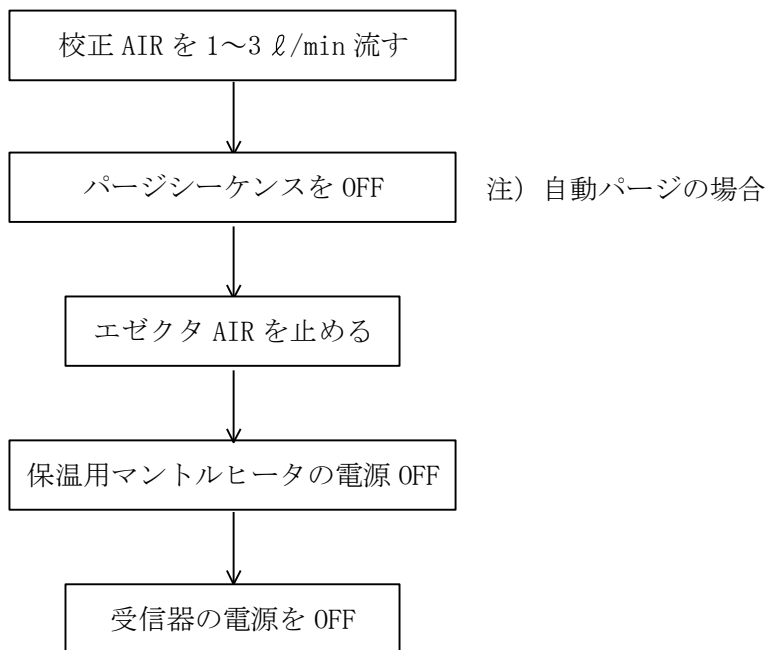 校正 AIR を 1～3 ℓ/min 流す
パージシーケンスを OFF
注）自動パージの場合
エゼクタ AIR を止める
保温用マントルヒータの電源 OFF
受信器の電源を OFF